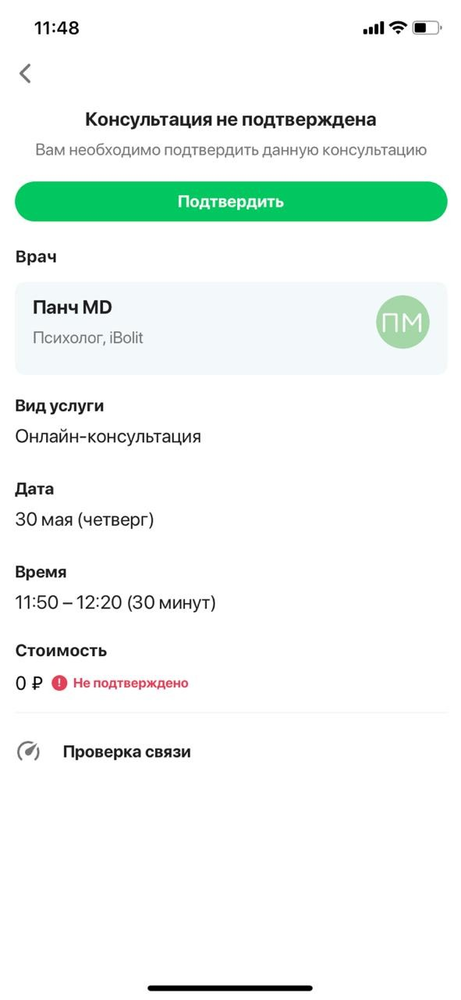 11:48
Консультация не подтверждена
Вам необходимо подтвердить данную консультацию
Подтвердить
Врач
Панч MD
ПМ
Психолог, iBolit
Вид услуги
Онлайн-консультация
Дата
30 мая (четверг)
Время
11:50 – 12:20 (30 минут)
Стоимость
0 ₽ ! Не подтверждено
Проверка связи